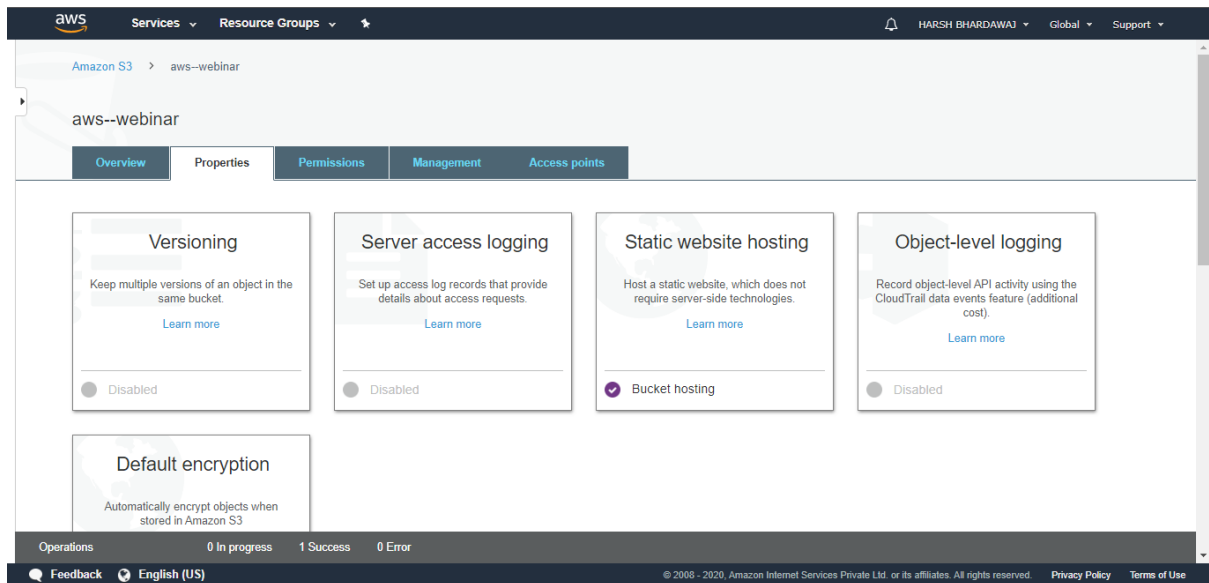 aws Services Resource Groups HARSH BHARDAWAJ Global Support
Amazon S3 > aws--webinar
aws--webinar
Overview Properties Permissions Management Access points
Versioning
Keep multiple versions of an object in the
same bucket.
Learn more
Disabled
Server access logging
Set up access log records that provide
details about access requests.
Learn more
Disabled
Static website hosting
Host a static website, which does not
require server-side technologies.
Learn more
Bucket hosting
Object-level logging
Record object-level API activity using the
CloudTrail data events feature (additional
cost).
Learn more
Disabled
Default encryption
Automatically encrypt objects when
stored in Amazon S3
Operations 0 In progress 1 Success 0 Error
Feedback English (US) © 2008 - 2020, Amazon Internet Services Private Ltd. or its affiliates. All rights reserved. Privacy Policy Terms of Use